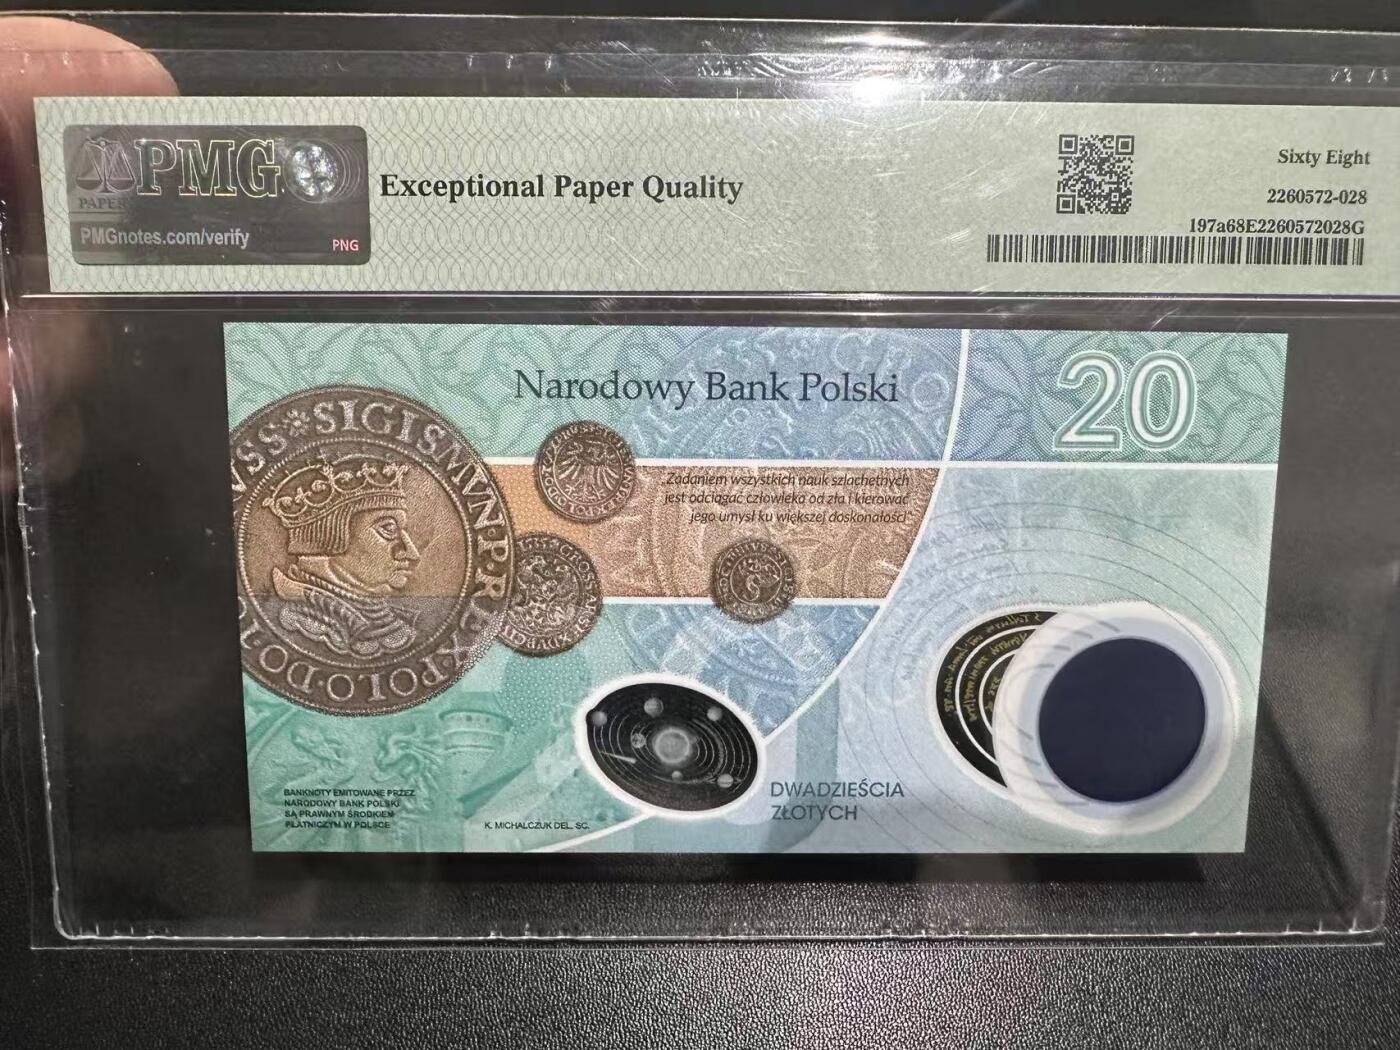 PMG
PAPER
PMGnotes.com/verify
PNG
Exceptional Paper Quality
Sixty Eight
2260572-028
197a68E2260572028G
Narodowy Bank Polski
20
„Zadaniem wszystkich nauk szlachetnych
jest odciągać człowieka od zła i kierować
jego umysł ku większej doskonałości”
SIGISMVN·P·REX·POLO·DO·
DWADZIEŚCIA
ZŁOTYCH
BANKNOTY EMITOWANE PRZEZ
NARODOWY BANK POLSKI
SĄ PRAWNYM ŚRODKIEM
PŁATNICZYM W POLSCE
K. MICHALCZUK DEL. SC.